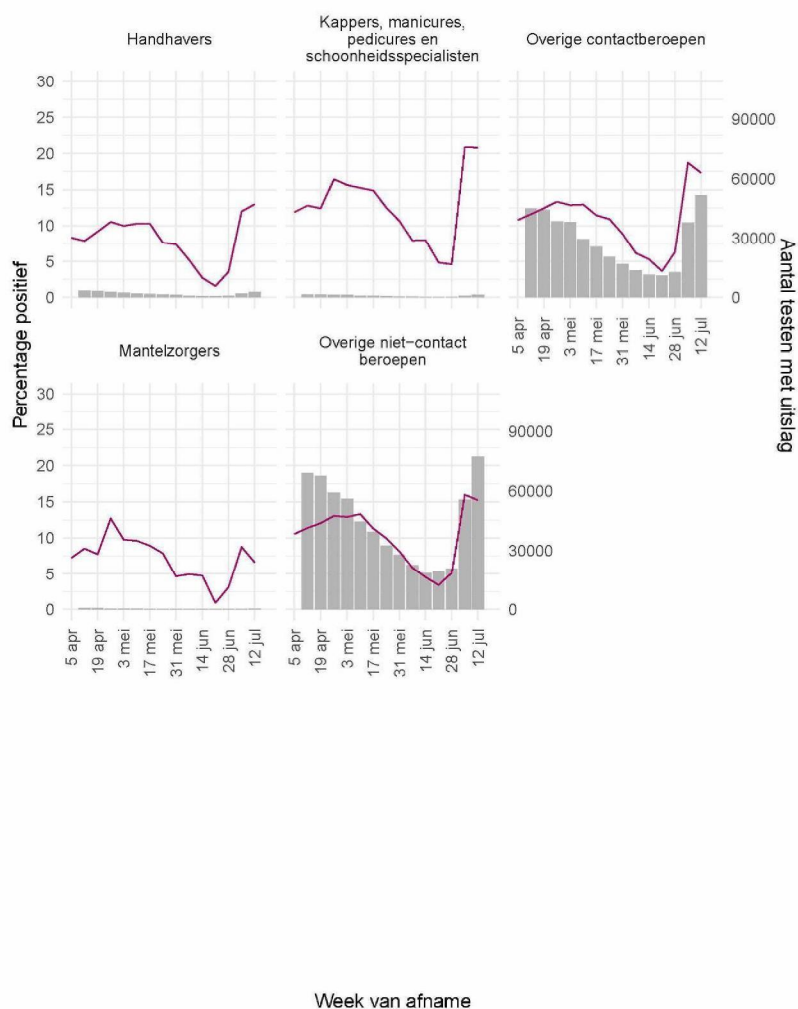 Handhavers
Kappers, manicures,
pedicures en
schoonheidsspecialisten
Overige contactberoepen
30
25
20
15
10
5
0
90000
60000
30000
0
5 apr
19 apr
3 mei
17 mei
31 mei
14 jun
28 jun
12 jul
Percentage positief
Aantal testen met uitslag
Mantelzorgers
Overige niet−contact
beroepen
30
25
20
15
10
5
0
90000
60000
30000
0
5 apr
19 apr
3 mei
17 mei
31 mei
14 jun
28 jun
12 jul
5 apr
19 apr
3 mei
17 mei
31 mei
14 jun
28 jun
12 jul
Week van afname